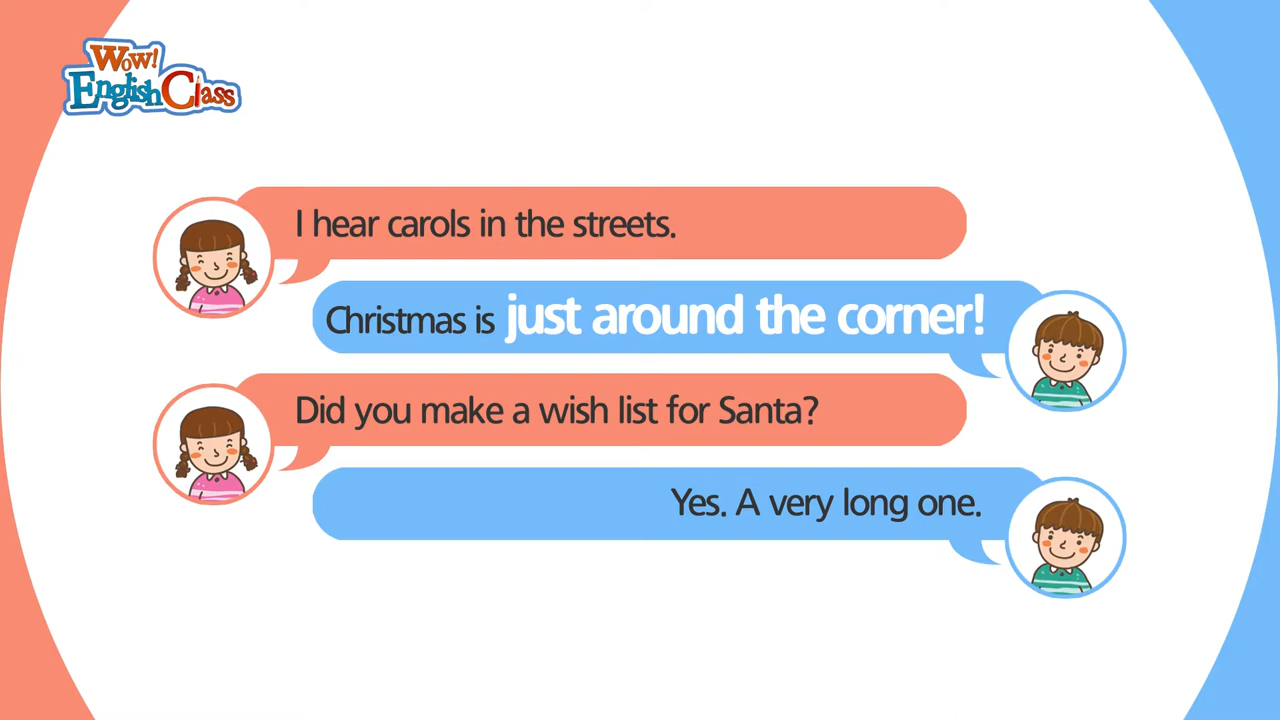 Wow!
English Class
I hear carols in the streets.
Christmas is just around the corner!
Did you make a wish list for Santa?
Yes. A very long one.